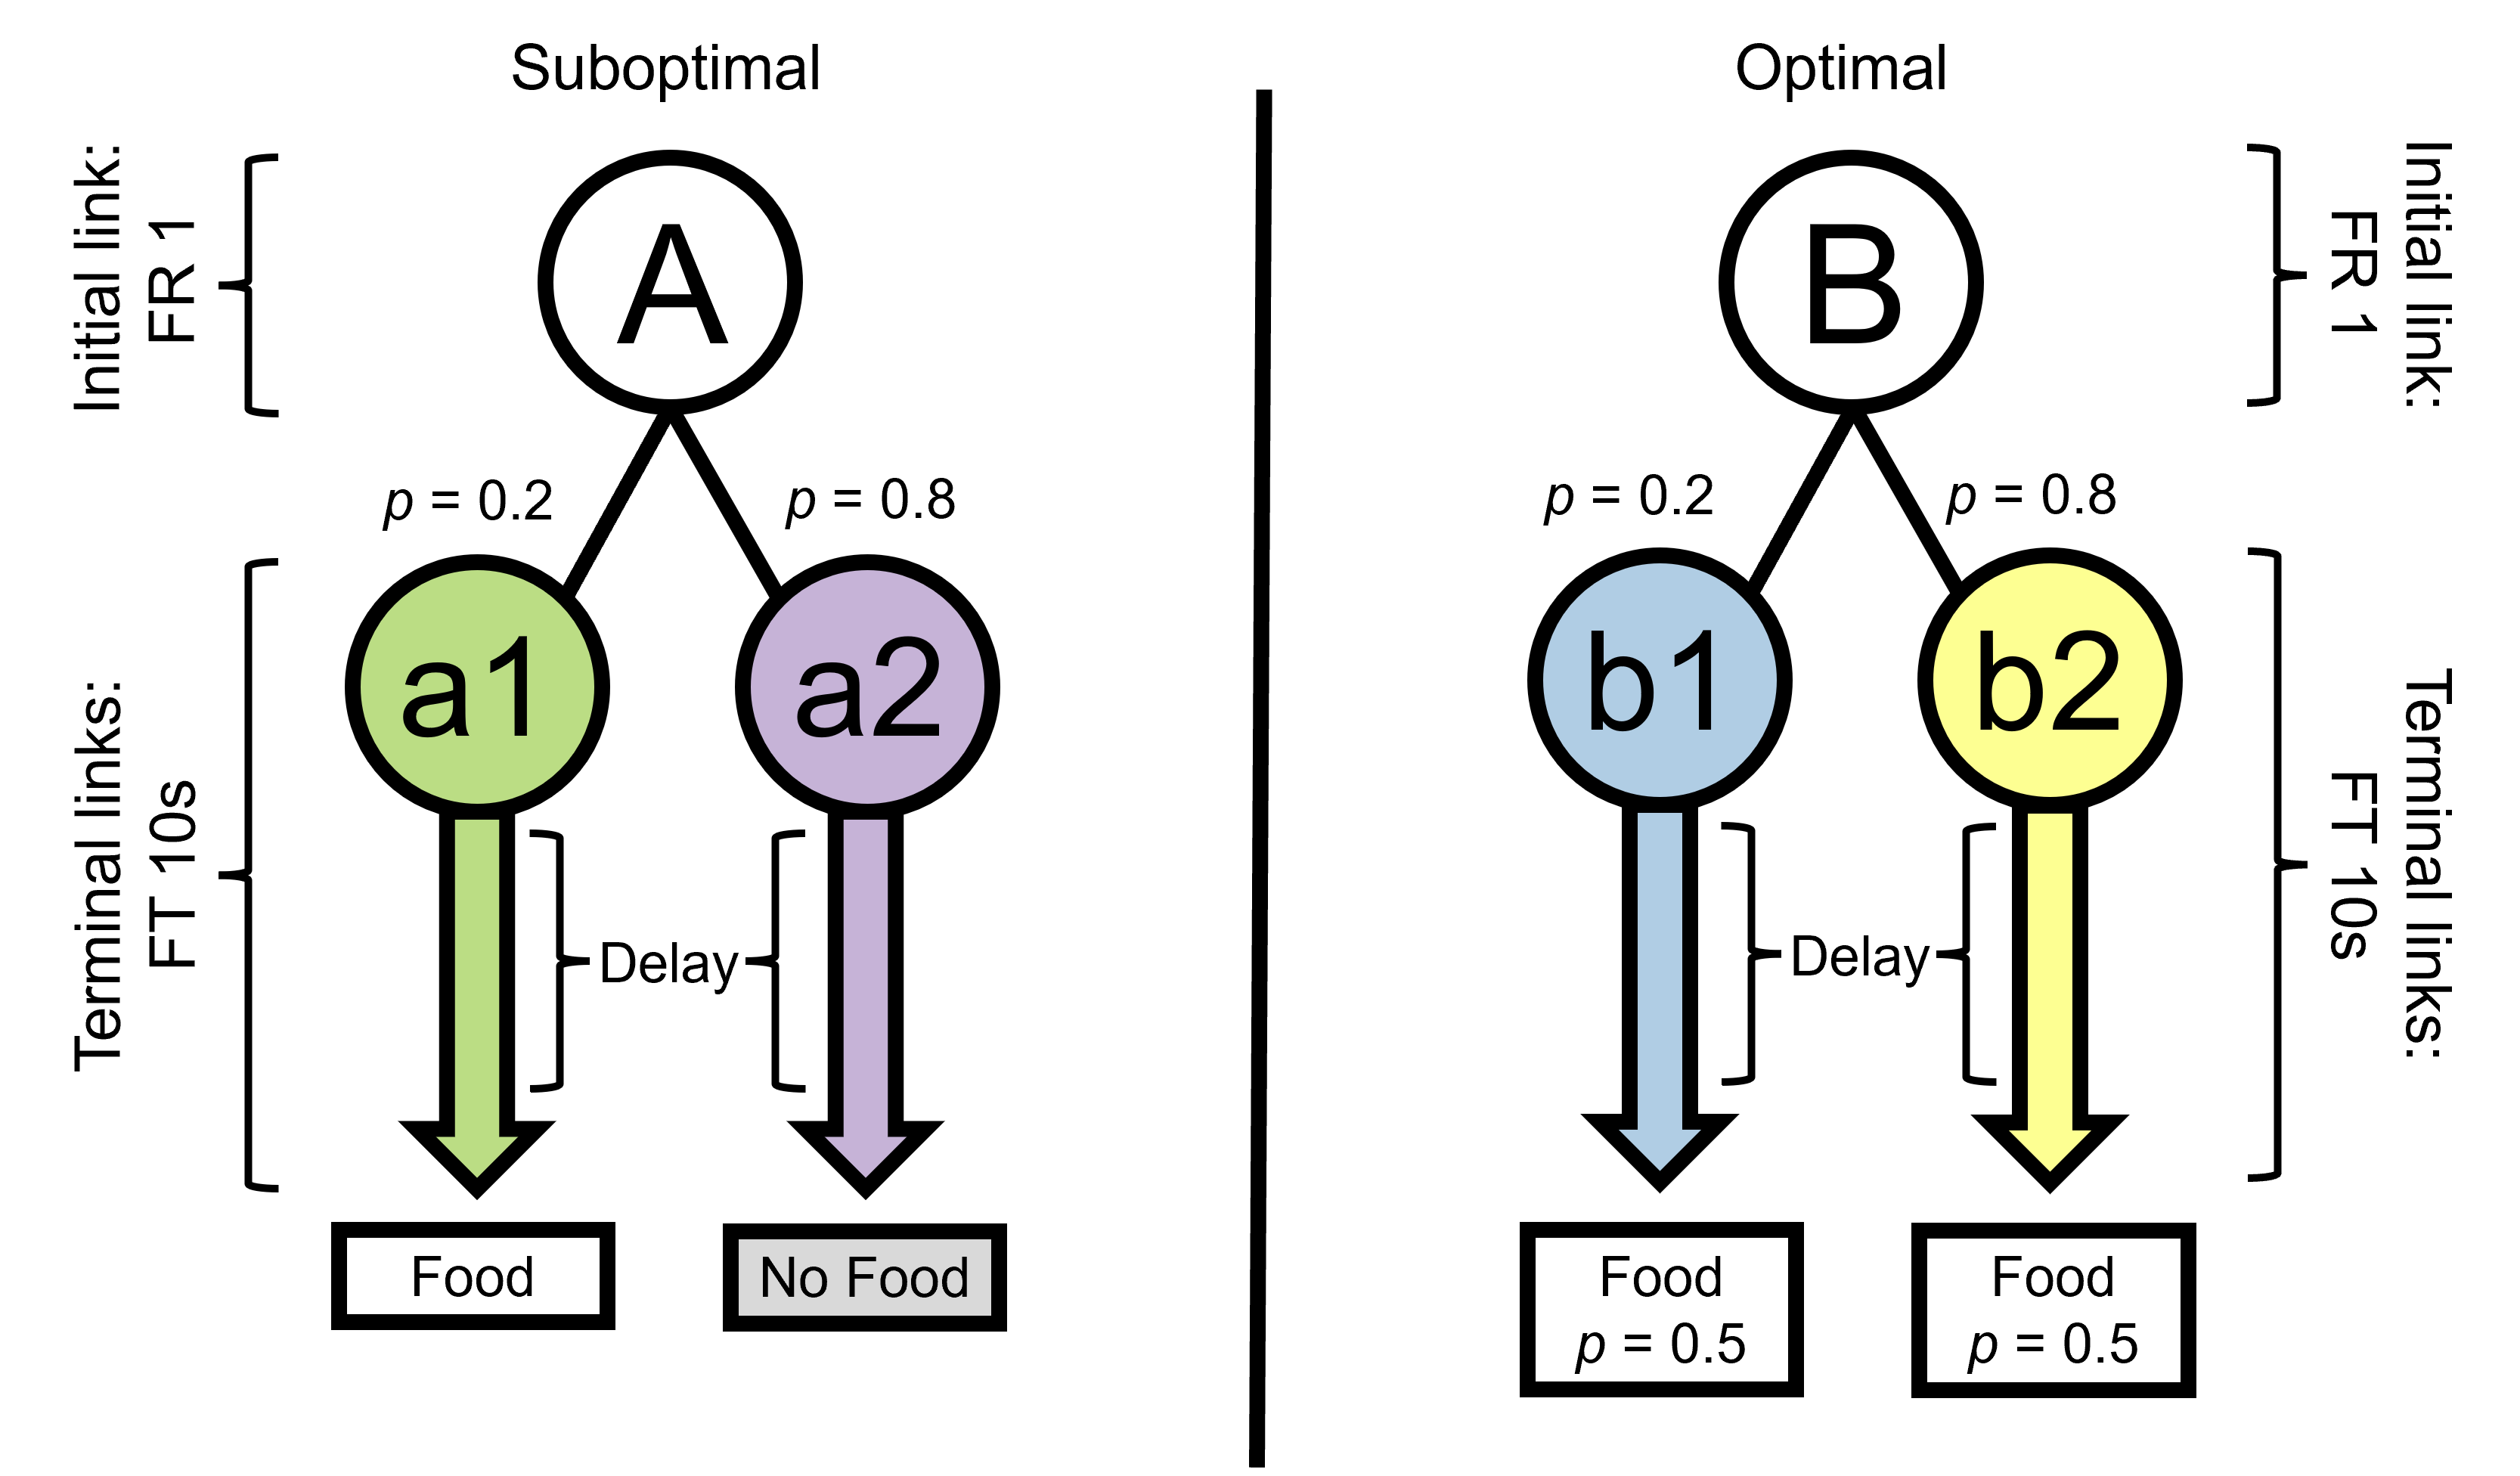 Suboptimal
Optimal
Initial link:
FR 1
A
B
Initial link:
FR 1
p = 0.2
p = 0.8
p = 0.2
p = 0.8
Terminal links:
FT 10s
a1
a2
b1
b2
Terminal links:
FT 10s
Delay
Delay
Food
No Food
Food
p = 0.5
Food
p = 0.5